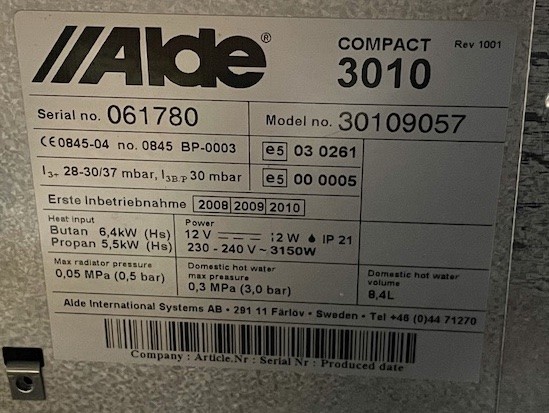 //Alde®
COMPACT Rev 1001
3010
Serial no. 061780
Model no. 30109057
CE0845-04 no. 0845 BP-0003
e5 03 0261
I3+ 28-30/37 mbar, I3B/P 30 mbar
e5 00 0005
Erste Inbetriebnahme 2008 2009 2010
Heat input
Butan 6,4kW (Hs)
Propan 5,5kW (Hs)
Power
12 V 12 W IP 21
230 - 240 V ~ 3150W
Max radiator pressure
0,05 MPa (0,5 bar)
Domestic hot water
max pressure
0,3 MPa (3,0 bar)
Domestic hot water
volume
8,4L
Alde International Systems AB • 291 11 Färlöv • Sweden • Tel +46 (0)44 71270
Company : Article.Nr : Serial Nr : Produced date